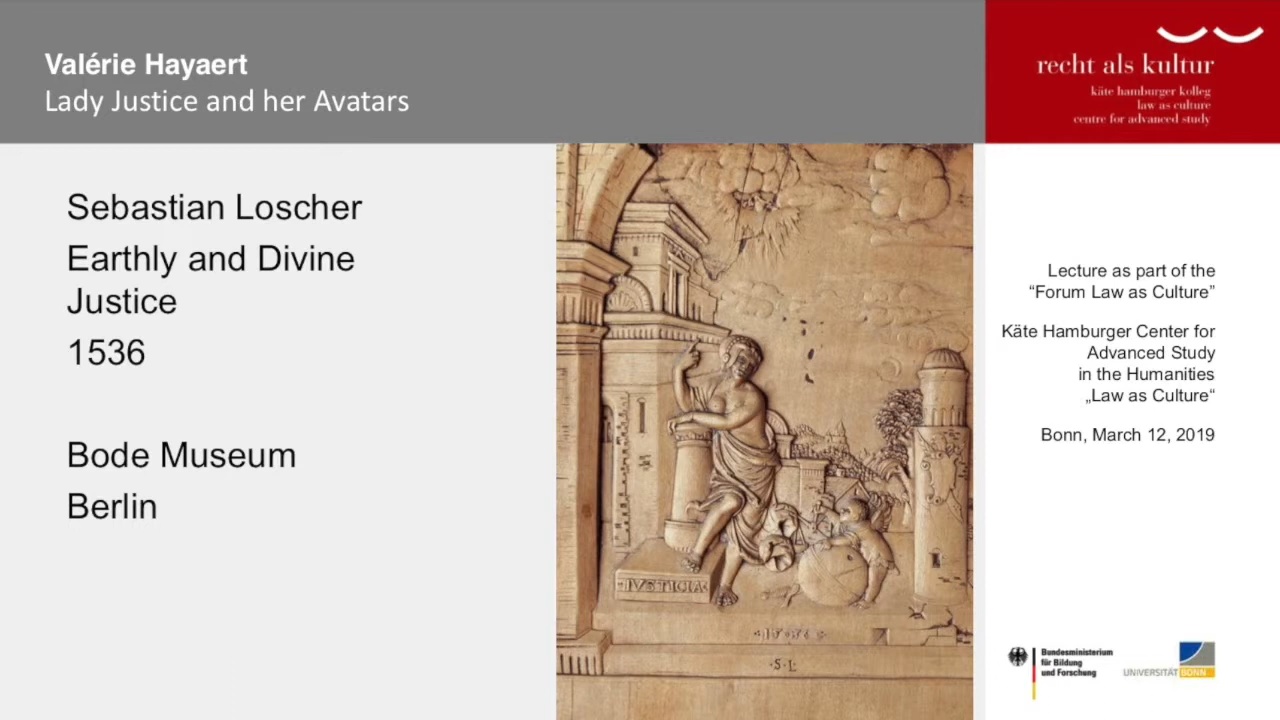 Valérie Hayaert
Lady Justice and her Avatars
recht als kultur
käte hamburger kolleg
law as culture
centre for advanced study
Sebastian Loscher
Earthly and Divine
Justice
1536
Bode Museum
Berlin
IVSTICIA
·1536·
·S·L·
Lecture as part of the
“Forum Law as Culture”
Käte Hamburger Center for
Advanced Study
in the Humanities
„Law as Culture“
Bonn, March 12, 2019
Bundesministerium
für Bildung
und Forschung
UNIVERSITÄT BONN